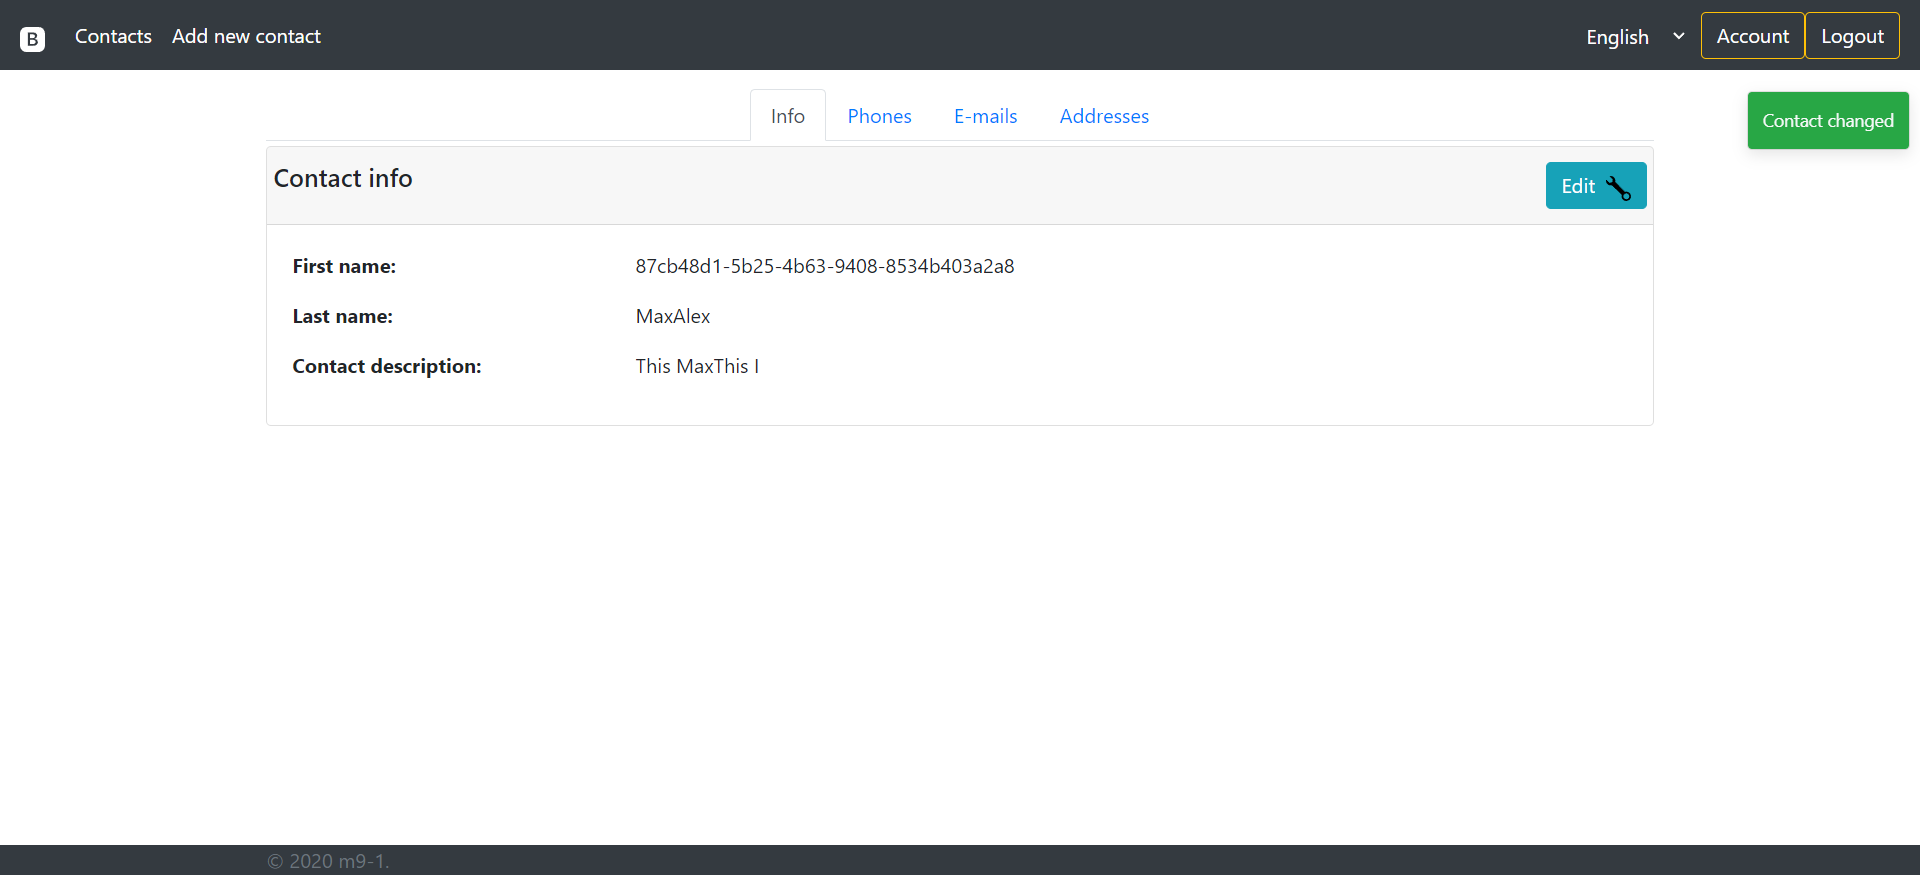 B Contacts Add new contact English Account Logout
Info Phones E-mails Addresses
Contact changed
Contact info
Edit
First name: 87cb48d1-5b25-4b63-9408-8534b403a2a8
Last name: MaxAlex
Contact description: This MaxThis I
© 2020 m9-1.